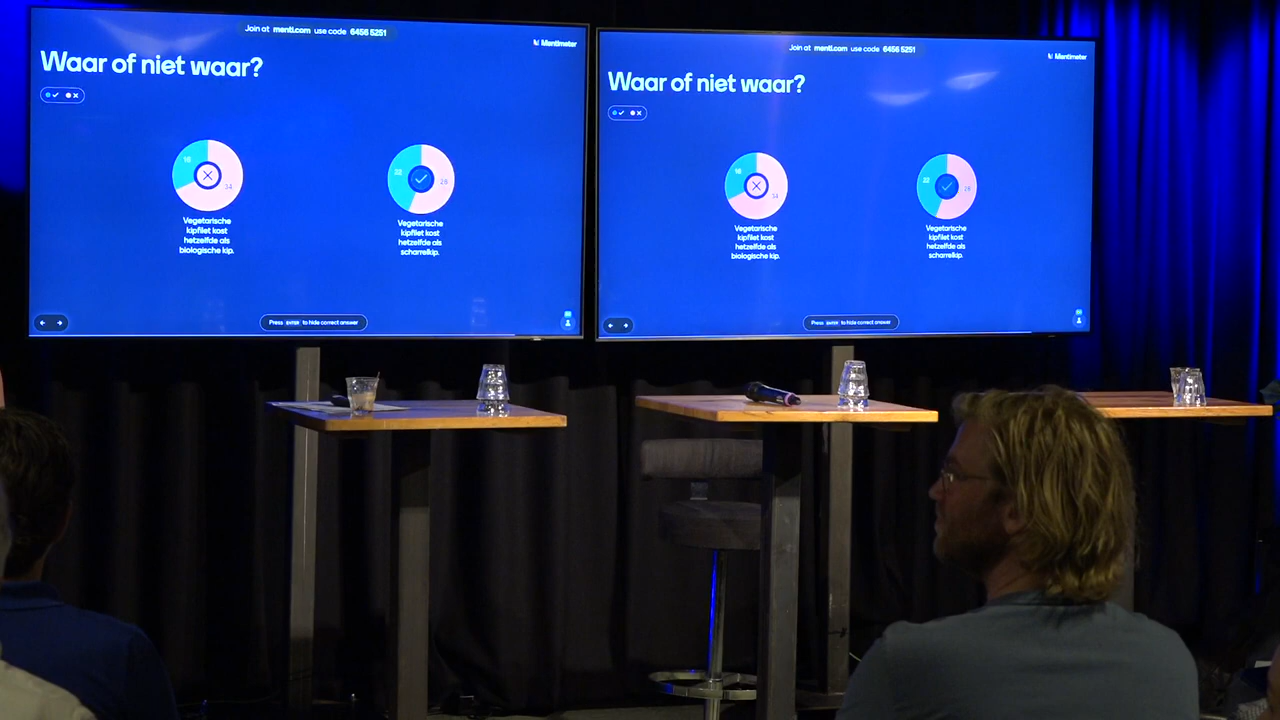 Join at menti.com use code 6456 5251
Mentimeter
Waar of niet waar?
16
34
22
28
Vegetarische
kipfilet kost
hetzelfde als
biologische kip.
Vegetarische
kipfilet kost
hetzelfde als
scharrelkip.
Press ENTER to hide correct answer
Join at menti.com use code 6456 5251
Mentimeter
Waar of niet waar?
16
34
22
28
Vegetarische
kipfilet kost
hetzelfde als
biologische kip.
Vegetarische
kipfilet kost
hetzelfde als
scharrelkip.
Press ENTER to hide correct answer